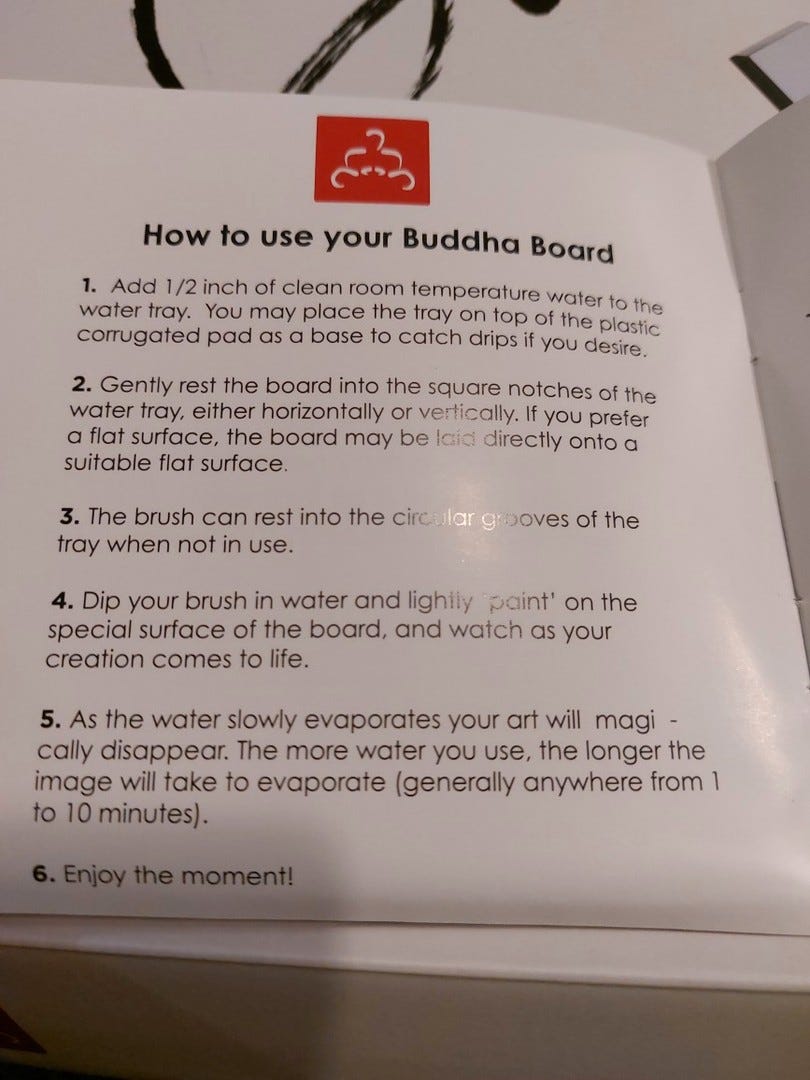 How to use your Buddha Board
1. Add 1/2 inch of clean room temperature water to the
water tray. You may place the tray on top of the plastic
corrugated pad as a base to catch drips if you desire.
2. Gently rest the board into the square notches of the
water tray, either horizontally or vertically. If you prefer
a flat surface, the board may be laid directly onto a
suitable flat surface.
3. The brush can rest into the circular grooves of the
tray when not in use.
4. Dip your brush in water and lightly 'paint' on the
special surface of the board, and watch as your
creation comes to life.
5. As the water slowly evaporates your art will magi -
cally disappear. The more water you use, the longer the
image will take to evaporate (generally anywhere from 1
to 10 minutes).
6. Enjoy the moment!